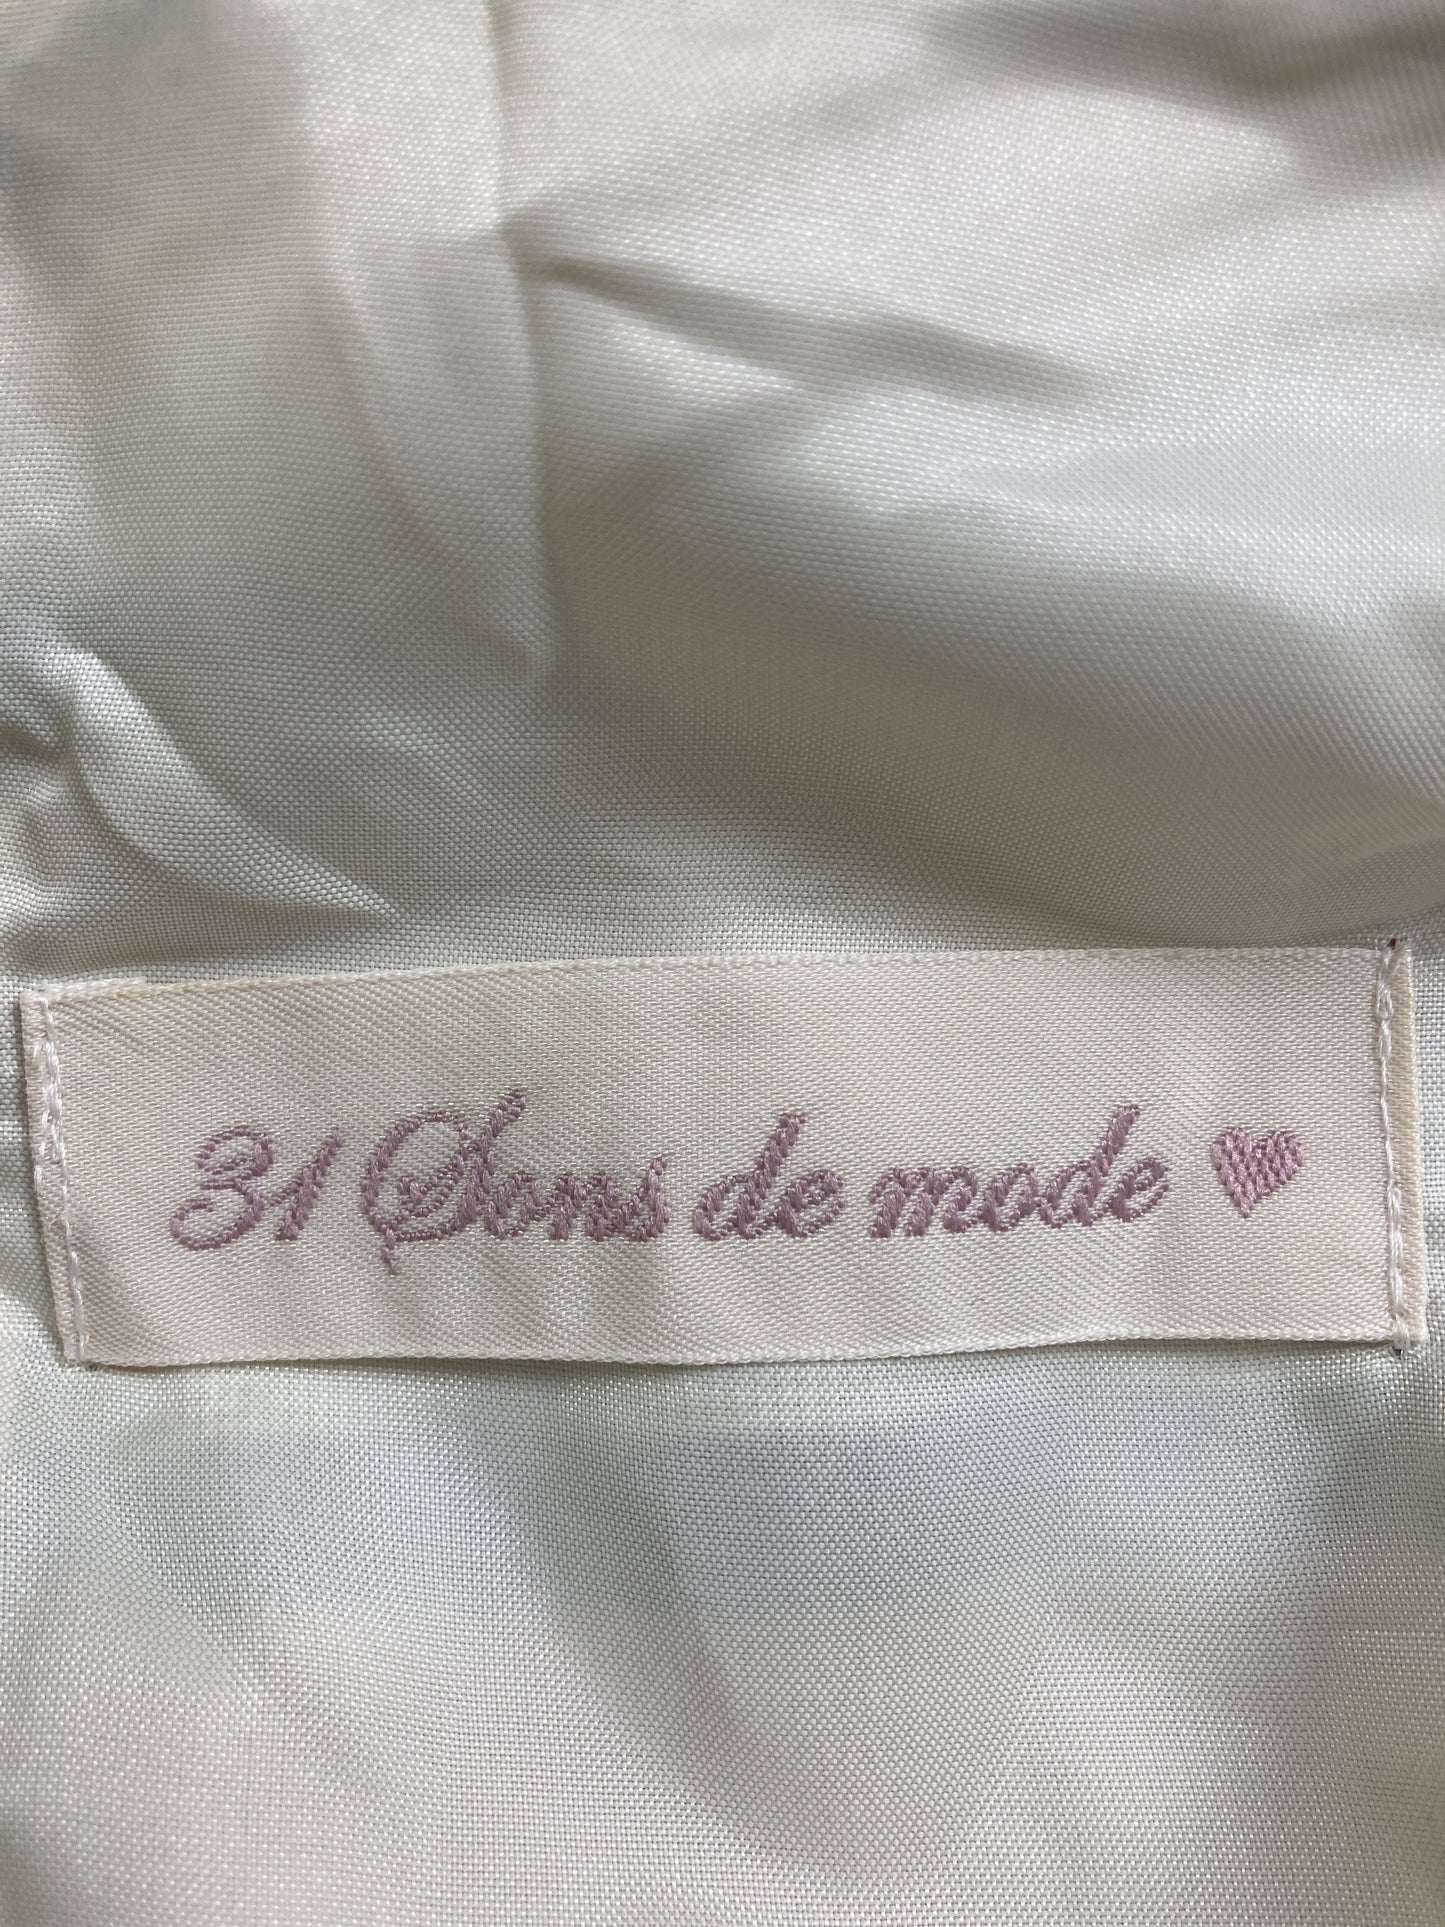 31 Sons de mode ♥